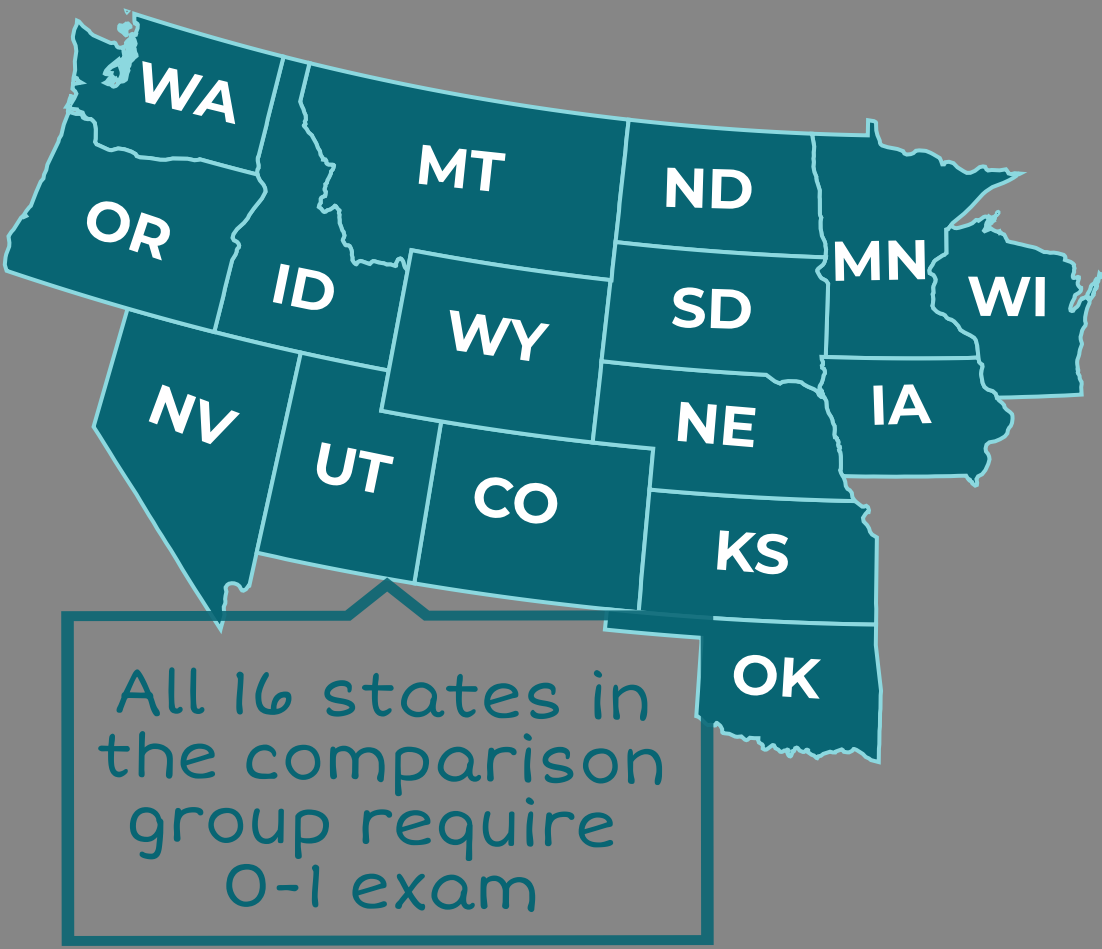 WA
MT
ND
OR
MN
ID
SD
WI
WY
NV
NE
IA
UT
CO
KS
OK
All 16 states in
the comparison
group require
0-1 exam